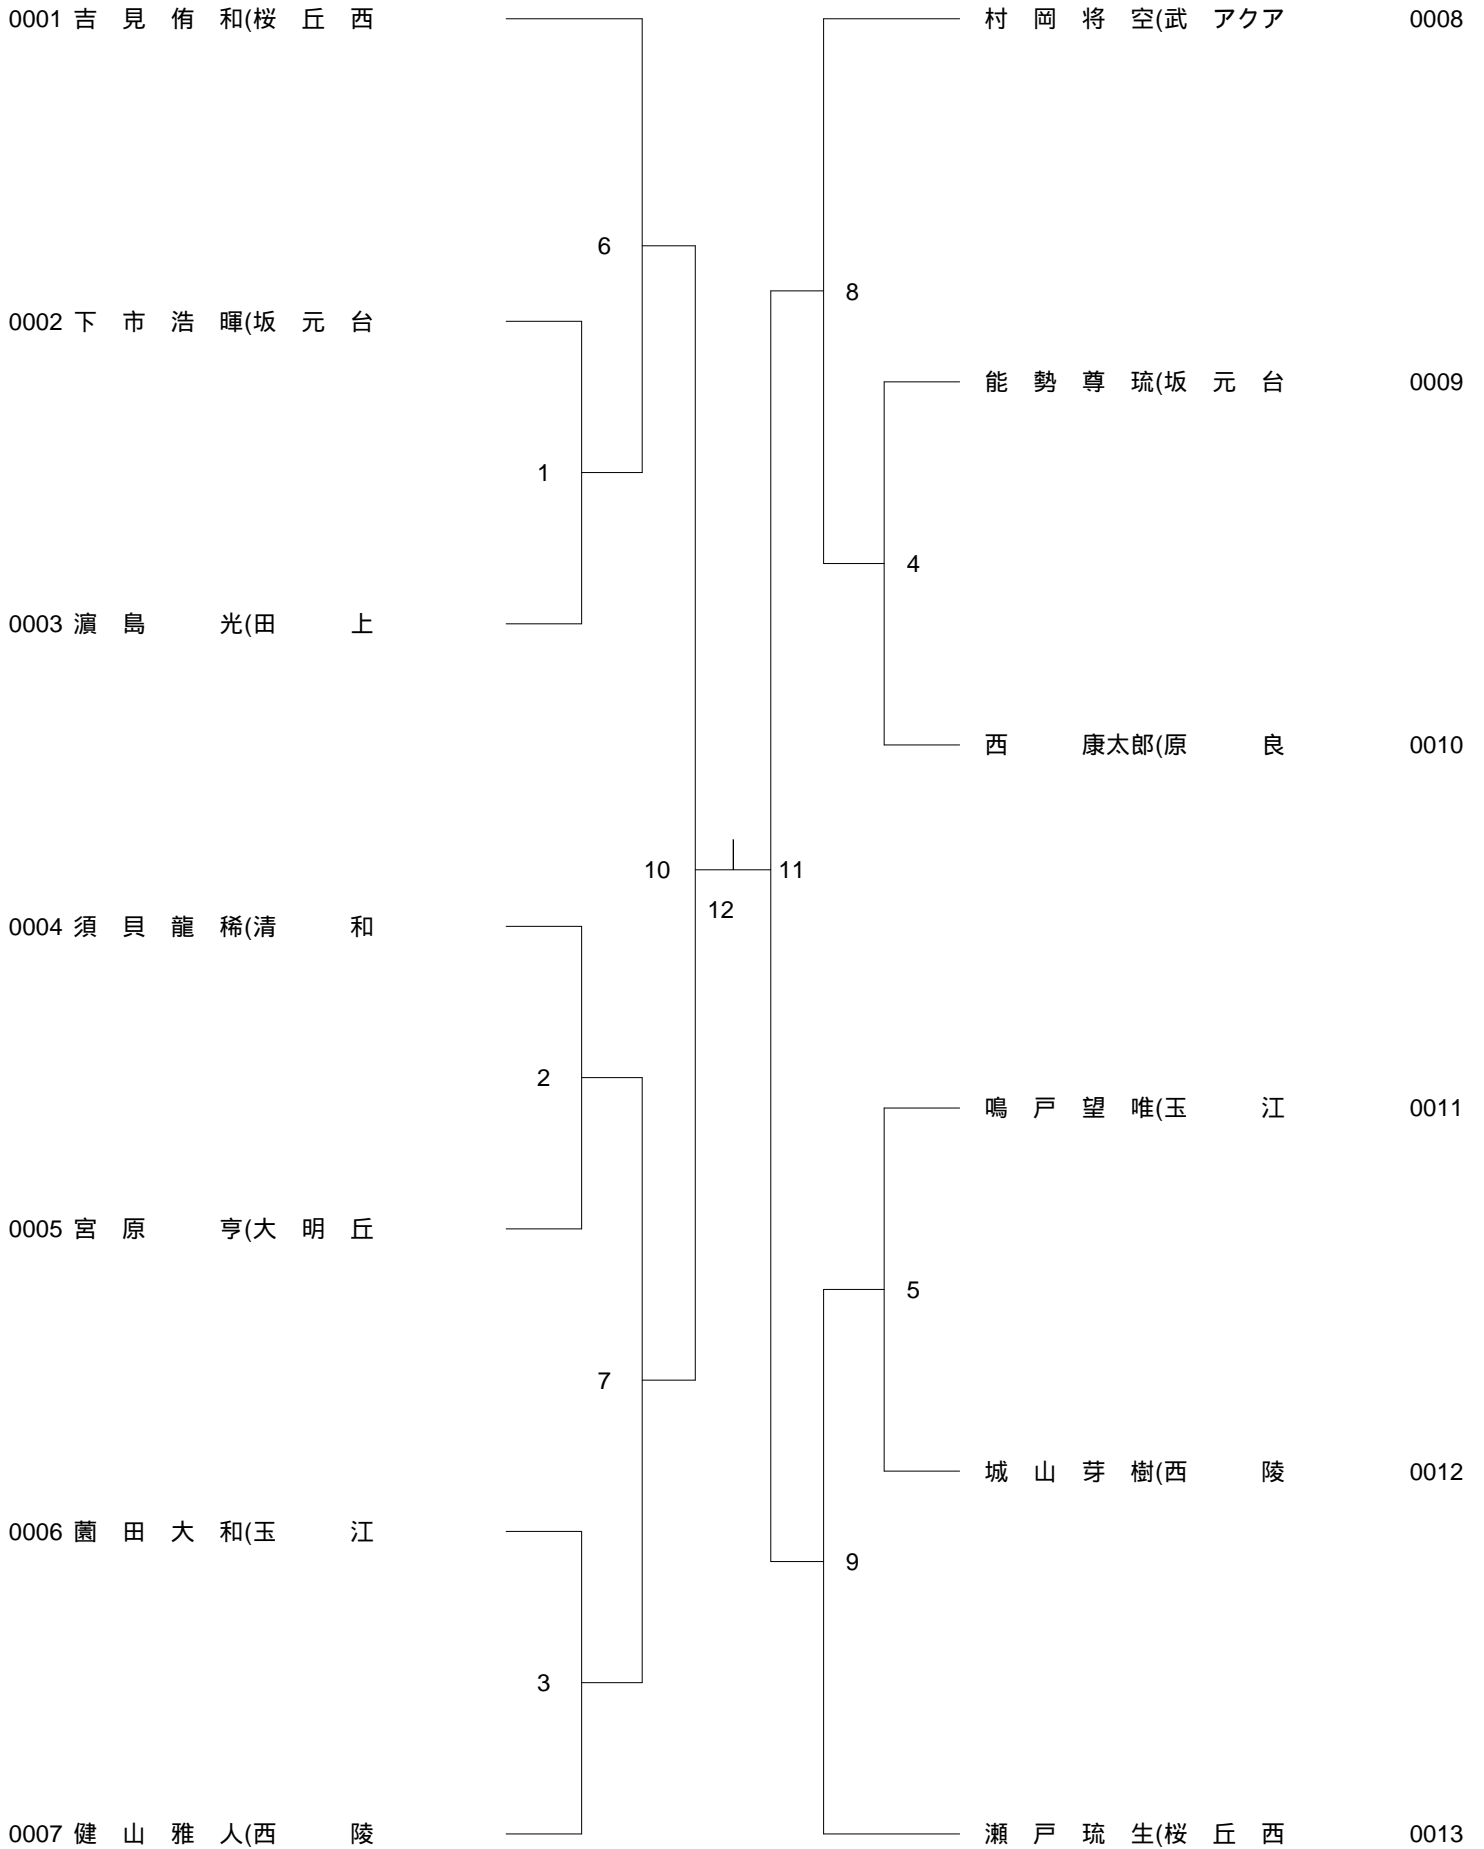 0001 吉　見　侑　和(桜　丘　西
6
0002 下　市　浩　暉(坂　元　台
1
0003 濵　島　　　光(田　　　上
10
12
0004 須　貝　龍　稀(清　　　和
2
0005 宮　原　　　亨(大　明　丘
7
0006 薗　田　大　和(玉　　　江
3
0007 健　山　雅　人(西　　　陵
村　岡　将　空(武　アクア 0008
8
能　勢　尊　琉(坂　元　台 0009
4
西　　　康太郎(原　　　良 0010
11
鳴　戸　望　唯(玉　　　江 0011
5
城　山　芽　樹(西　　　陵 0012
9
瀬　戸　琉　生(桜　丘　西 0013